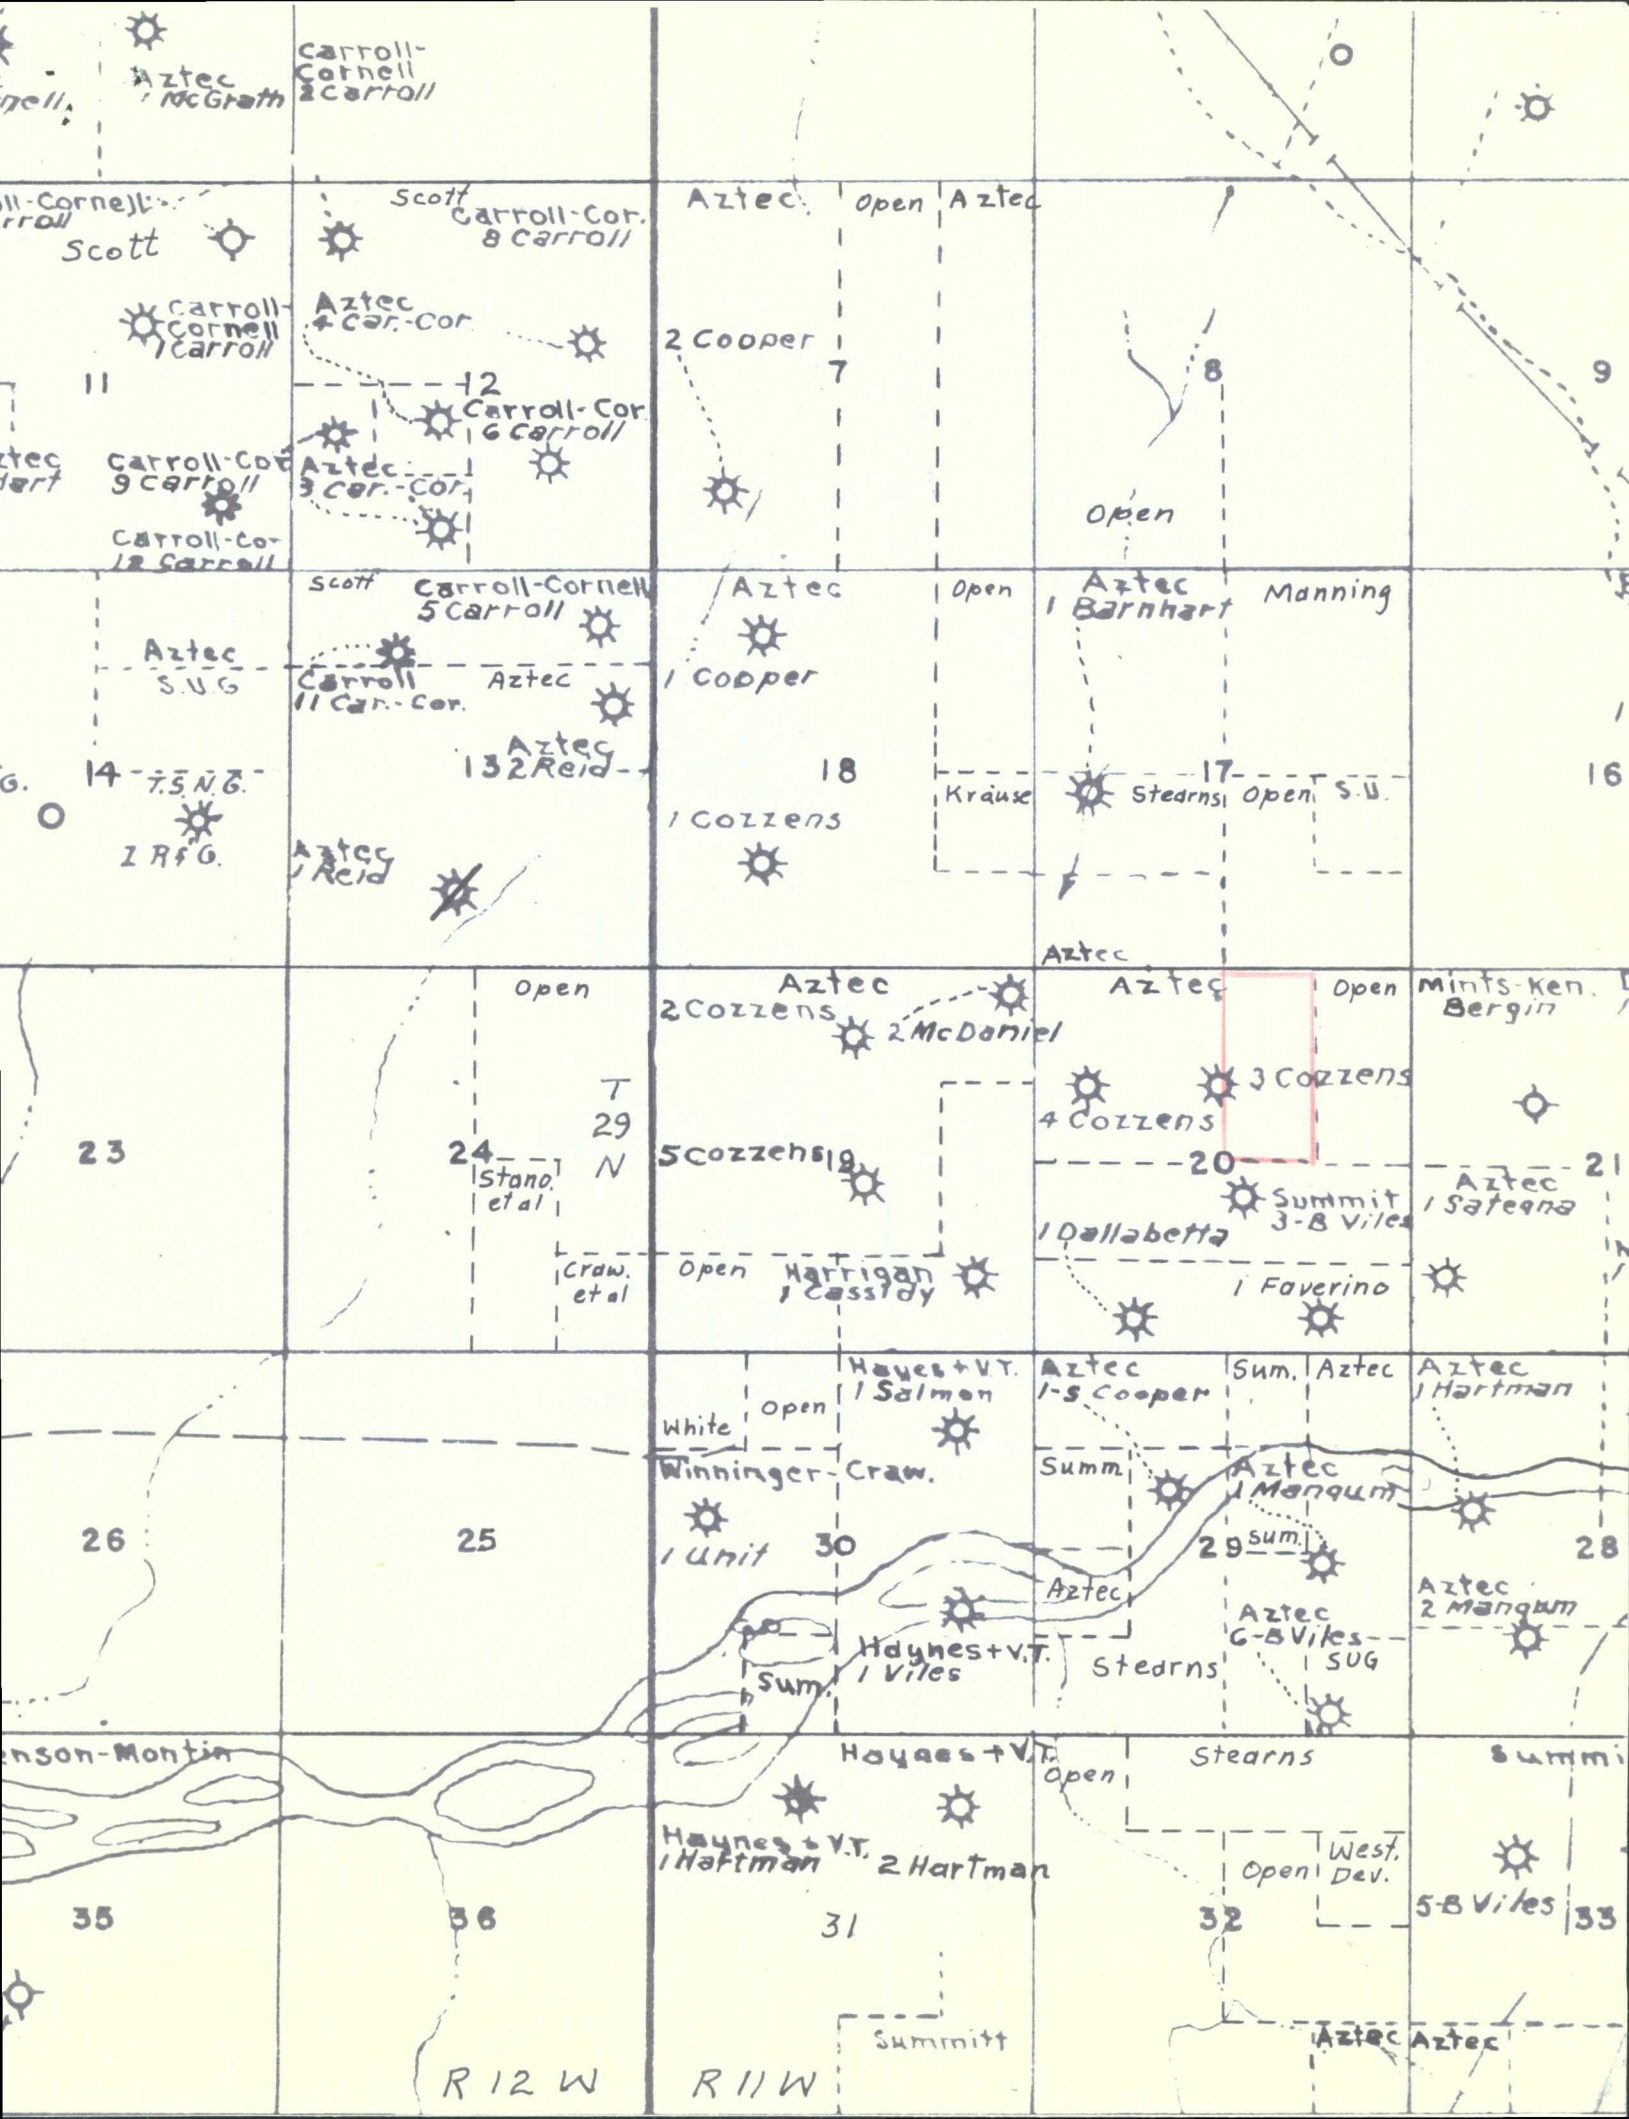 Aztec
1 McGrath
Carroll-
Cornell
2 Carroll
Scott
Scott
Carroll-Cor.
8 Carroll
Aztec
Open
Aztec
Carroll-
Cornell
1 Carroll
Aztec
4 Car.-Cor.
2 Cooper
7
8
9
11
12
Carroll-Cor.
6 Carroll
Carroll-Cor.
9 Carroll
Aztec
3 Car.-Cor.
Open
Carroll-Co-
12 Carroll
Scott
Carroll-Cornell
5 Carroll
Aztec
Open
Aztec
1 Barnhart
Manning
Aztec
S.U.G
Carroll
11 Car.-Cor.
Aztec
1 Cooper
Aztec
2 Reid
13
14
T.S.N.G.
18
17
16
Krause
Stearns
Open
S.U.
1 Cozzens
Aztec
1 Reid
Aztec
Open
Aztec
2 Cozzens
2 McDaniel
Aztec
Open
Mints-Ken.
Bergin
T
29
N
3 Cozzens
4 Cozzens
23
24
5 Cozzens
19
20
21
Stano.
et al
Summit
3-B Viles
Aztec
1 Dallabetta
Craw.
et al
Open
Harrigan
1 Cassidy
1 Faverino
Hayes + V.T.
1 Salmon
Aztec
1-S Cooper
Sum.
Aztec
Aztec
1 Hartman
White
Open
Winninger-Craw.
Summ
Aztec
1 Mangum
26
25
1 Unit
30
29
Sum.
28
Aztec
Aztec
2 Mangum
Aztec
6-B Viles
SUG
Haynes + V.T.
1 Viles
Sum.
Stearns
enson-Montin
Haynes + V.T.
Open
Stearns
Summi
Haynes + V.T.
1 Hartman
2 Hartman
Open
West.
Dev.
5-B Viles
35
36
31
32
33
Summitt
Aztec
Aztec
R 12 W
R 11 W